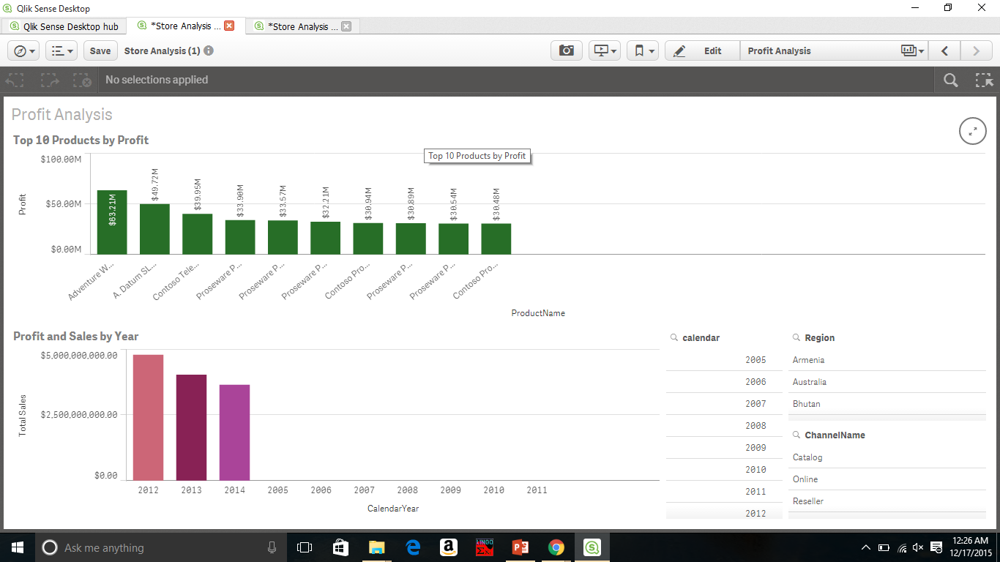 Qlik Sense Desktop
Qlik Sense Desktop hub
*Store Analysis ...
*Store Analysis ...
Save
Store Analysis (1)
Edit
Profit Analysis
No selections applied
Profit Analysis
Top 10 Products by Profit
Top 10 Products by Profit
Profit
$100.00M
$50.00M
$0.00M
$63.21M
$49.72M
$39.95M
$33.90M
$33.57M
$32.21M
$30.94M
$30.89M
$30.54M
$30.48M
Adventure W...
A. Datum SL...
Contoso Tele...
Proseware P...
Proseware P...
Proseware P...
Contoso Pro...
Proseware P...
Proseware P...
Contoso Pro...
ProductName
Profit and Sales by Year
Total Sales
$5,000,000,000.00
$2,500,000,000.00
$0.00
2012 2013 2014 2005 2006 2007 2008 2009 2010 2011
CalendarYear
calendar
2005
2006
2007
2008
2009
2010
2011
2012
Region
Armenia
Australia
Bhutan
ChannelName
Catalog
Online
Reseller
Ask me anything
LINGO
12:26 AM
12/17/2015